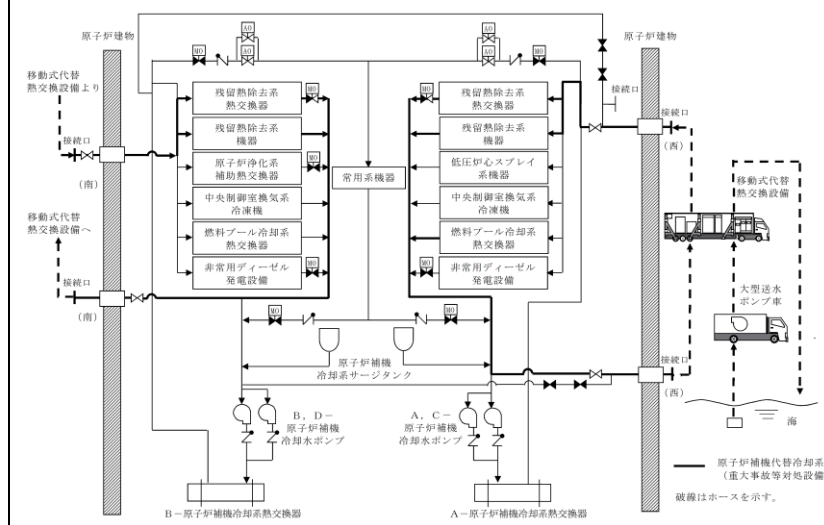 原子炉建物
原子炉建物
AO
AO
MO
AO
AO
MO
移動式代替
熱交換設備より
接続口
(南)
移動式代替
熱交換設備へ
接続口
(南)
残留熱除去系
熱交換器
MO
残留熱除去系
機器
原子炉浄化系
補助熱交換器
MO
中央制御室換気系
冷凍機
燃料プール冷却系
熱交換器
非常用ディーゼル
発電設備
MO
常用系機器
MO
残留熱除去系
熱交換器
残留熱除去系
機器
低圧炉心スプレイ
系機器
中央制御室換気系
冷凍機
燃料プール冷却系
熱交換器
MO
非常用ディーゼル
発電設備
接続口
接続口
(西)
移動式代替
熱交換設備
大型送水
ポンプ車
接続口
(西)
海
MO
MO
原子炉補機
冷却系サージタンク
B,D-
原子炉補機
冷却水ポンプ
A,C-
原子炉補機
冷却水ポンプ
B-原子炉補機冷却系熱交換器
A-原子炉補機冷却系熱交換器
原子炉補機代替冷却系
(重大事故等対処設備
破線はホースを示す。